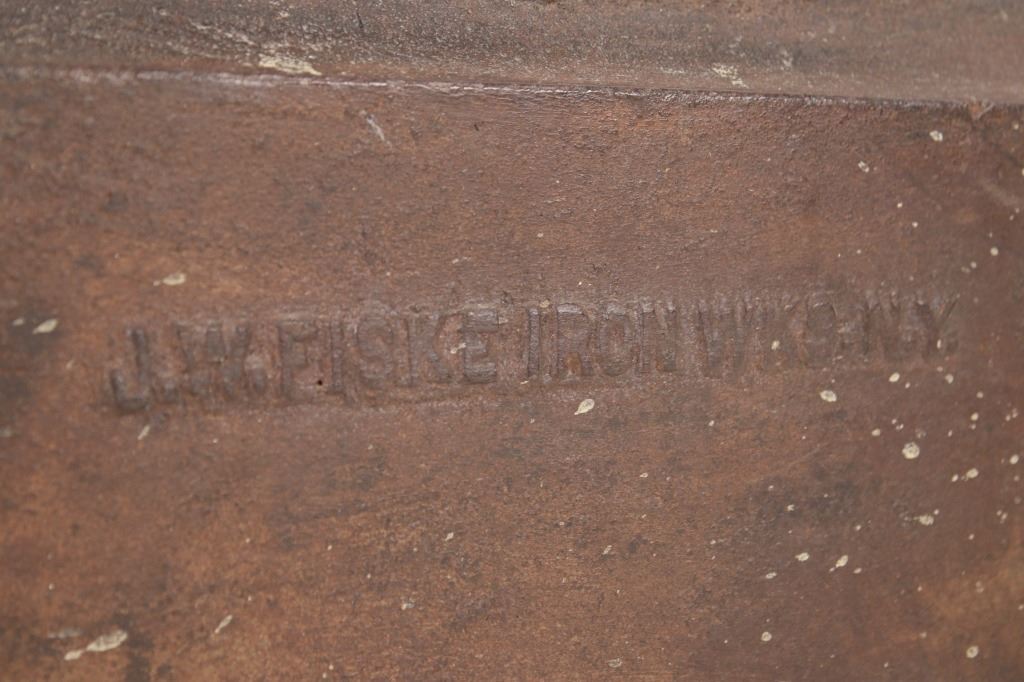 J.W. FISKE IRON WKS. N.Y.